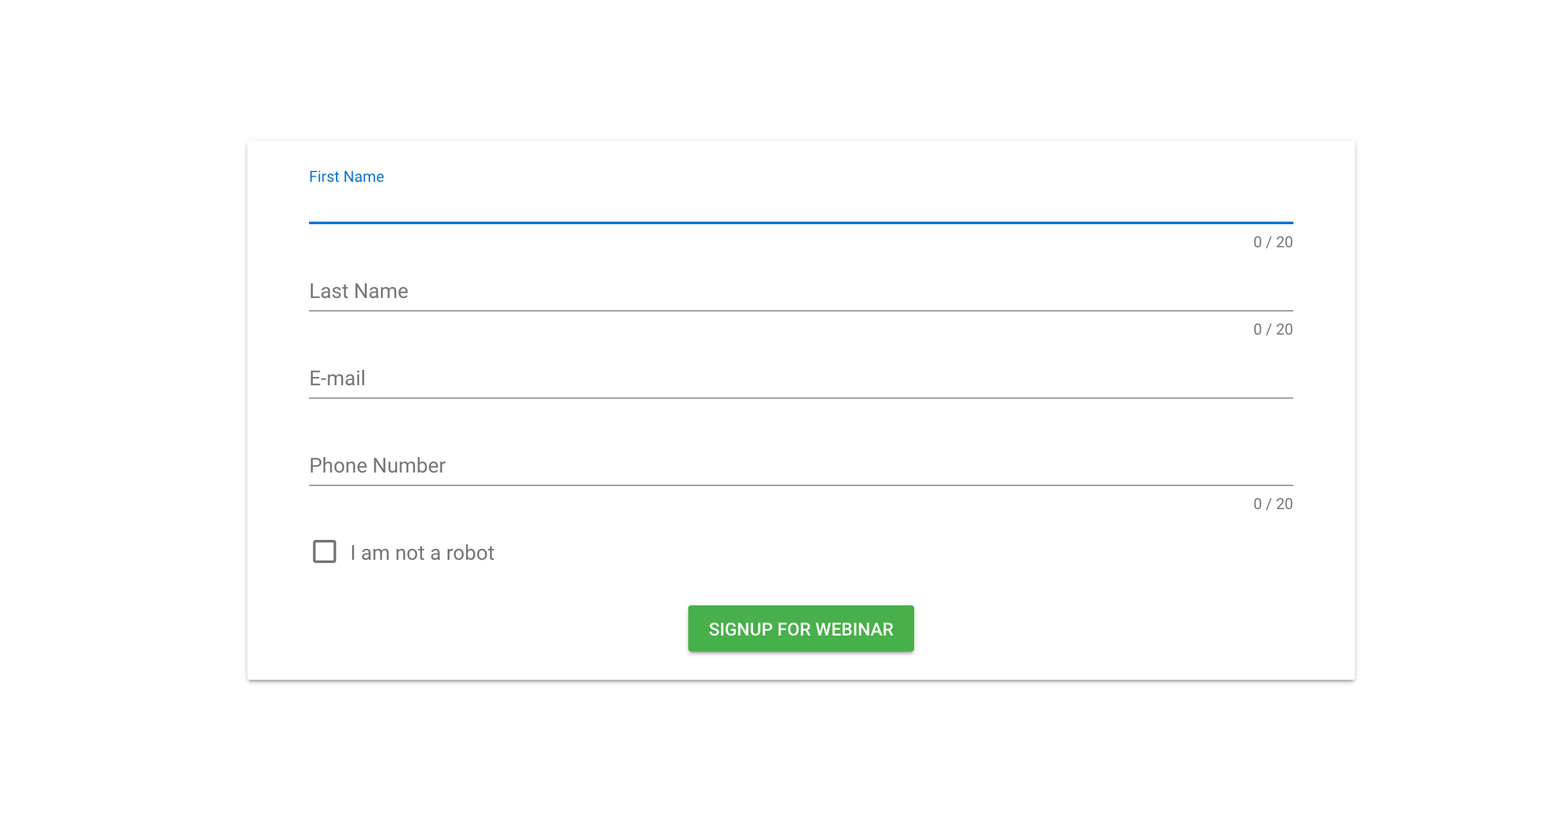 First Name
0 / 20
Last Name
0 / 20
E-mail
Phone Number
0 / 20
I am not a robot
SIGNUP FOR WEBINAR